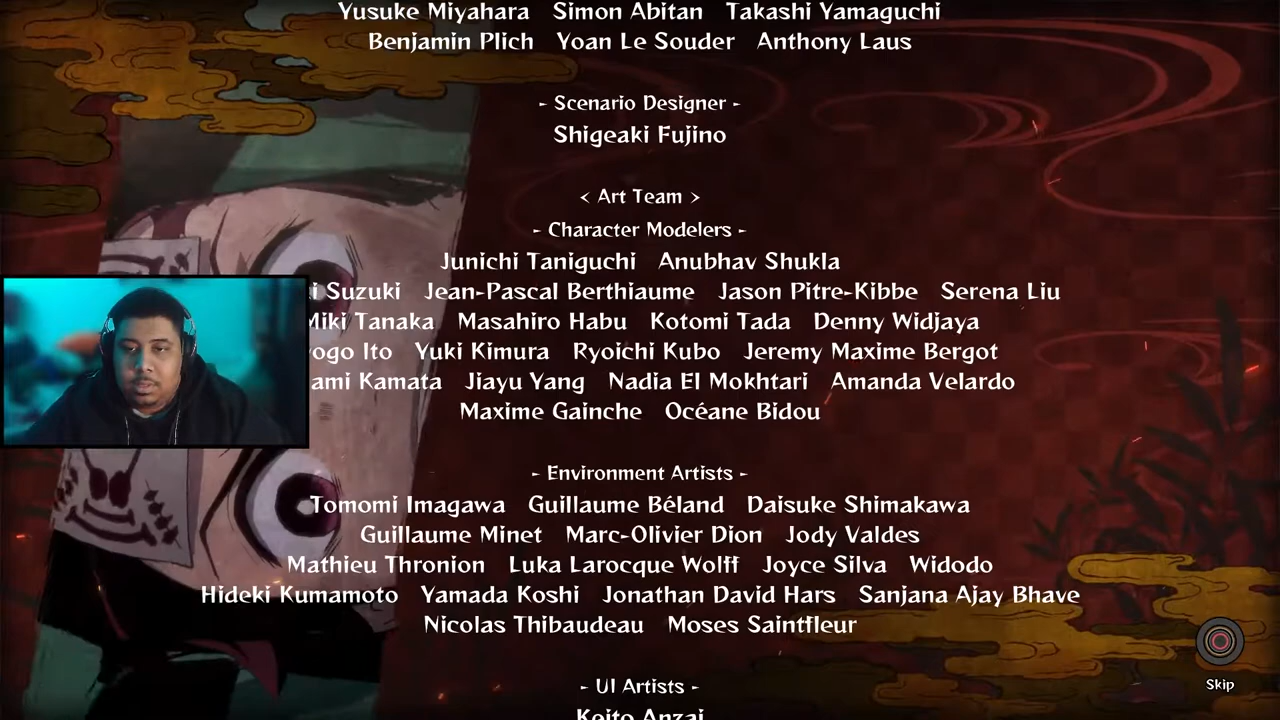 Yusuke Miyahara Simon Abitan Takashi Yamaguchi
Benjamin Plich Yoan Le Souder Anthony Laus
- Scenario Designer -
Shigeaki Fujino
< Art Team >
- Character Modelers -
Junichi Taniguchi Anubhav Shukla
Suzuki Jean-Pascal Berthiaume Jason Pitre-Kibbe Serena Liu
Miki Tanaka Masahiro Habu Kotomi Tada Denny Widjaya
Ito Yuki Kimura Ryoichi Kubo Jeremy Maxime Bergot
Kamata Jiayu Yang Nadia El Mokhtari Amanda Velardo
Maxime Gainche Océane Bidou
- Environment Artists -
Tomomi Imagawa Guillaume Béland Daisuke Shimakawa
Guillaume Minet Marc-Olivier Dion Jody Valdes
Mathieu Thronion Luka Larocque Wolff Joyce Silva Widodo
Hideki Kumamoto Yamada Koshi Jonathan David Hars Sanjana Ajay Bhave
Nicolas Thibaudeau Moses Saintfleur
- UI Artists -
Keito Anzai
Skip